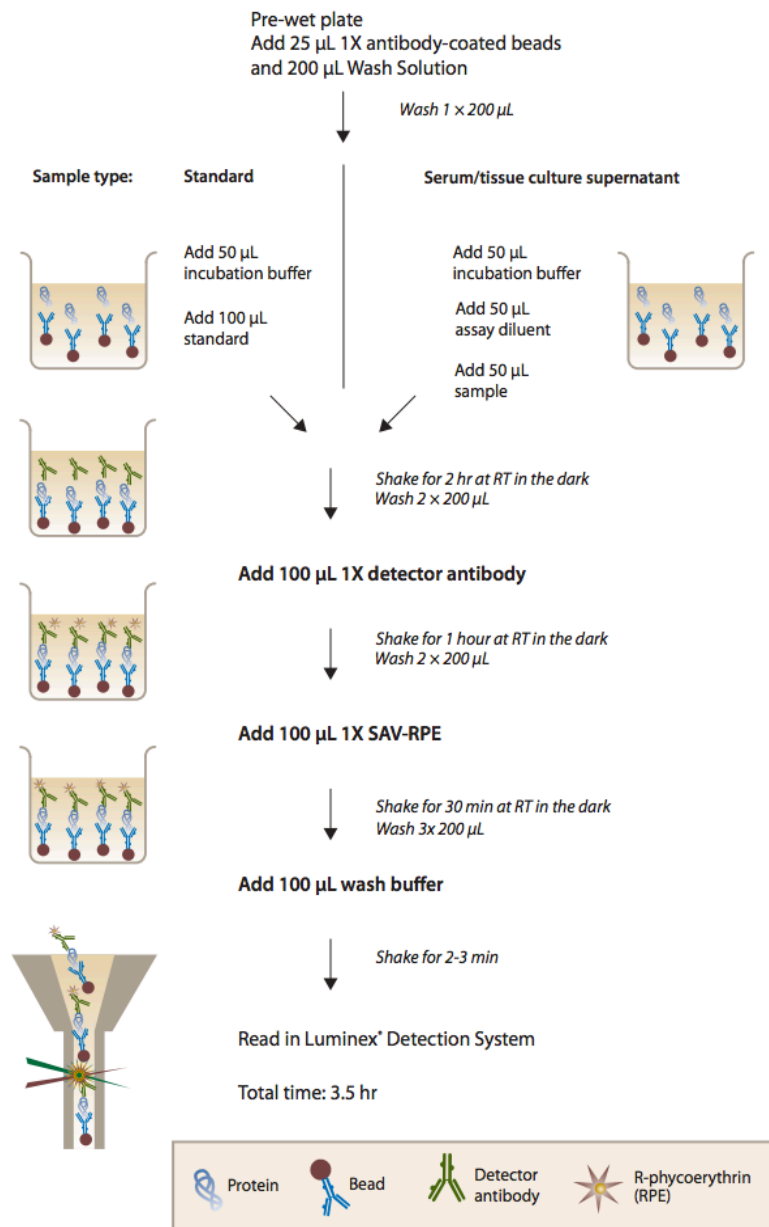 Pre-wet plate
Add 25 µL 1X antibody-coated beads
and 200 µL Wash Solution
Wash 1 × 200 µL
Sample type:
Standard
Serum/tissue culture supernatant
Add 50 µL
incubation buffer
Add 100 µL
standard
Add 50 µL
incubation buffer
Add 50 µL
assay diluent
Add 50 µL
sample
Shake for 2 hr at RT in the dark
Wash 2 × 200 µL
Add 100 µL 1X detector antibody
Shake for 1 hour at RT in the dark
Wash 2 × 200 µL
Add 100 µL 1X SAV-RPE
Shake for 30 min at RT in the dark
Wash 3x 200 µL
Add 100 µL wash buffer
Shake for 2-3 min
Read in Luminex* Detection System
Total time: 3.5 hr
Protein
Bead
Detector
antibody
R-phycoerythrin
(RPE)